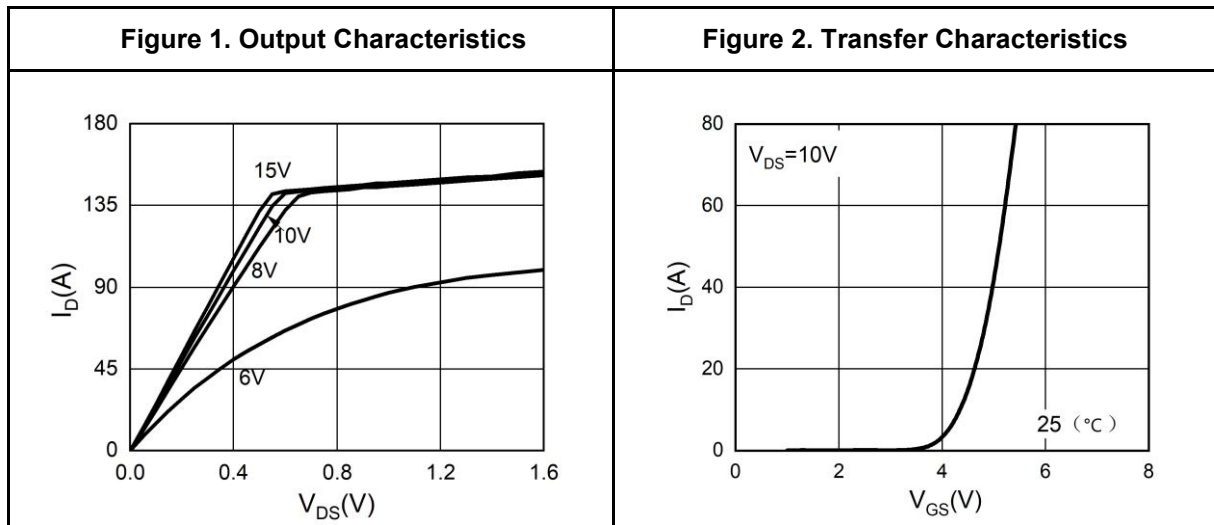 Figure 1. Output Characteristics
Figure 2. Transfer Characteristics
180
135
90
45
0
I_D(A)
15V
10V
8V
6V
0.0 0.4 0.8 1.2 1.6
V_DS(V)
80
60
40
20
0
I_D(A)
V_DS=10V
25（℃）
0 2 4 6 8
V_GS(V)